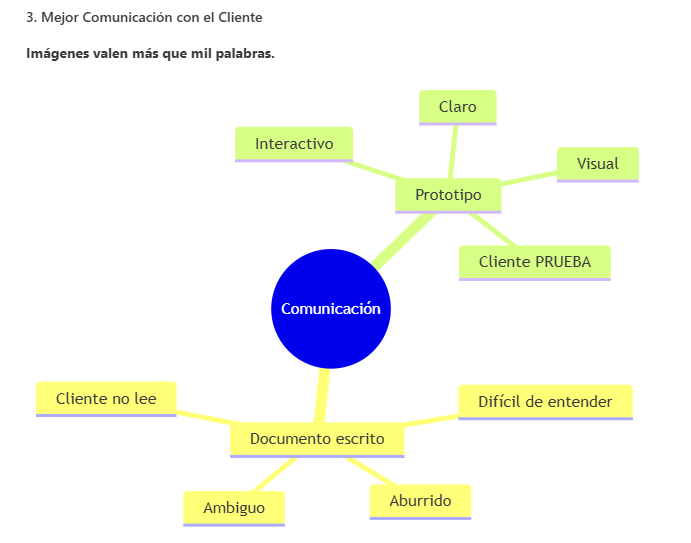 3. Mejor Comunicación con el Cliente
Imágenes valen más que mil palabras.
Claro
Interactivo
Visual
Prototipo
Cliente PRUEBA
Comunicación
Cliente no lee
Difícil de entender
Documento escrito
Ambiguo
Aburrido